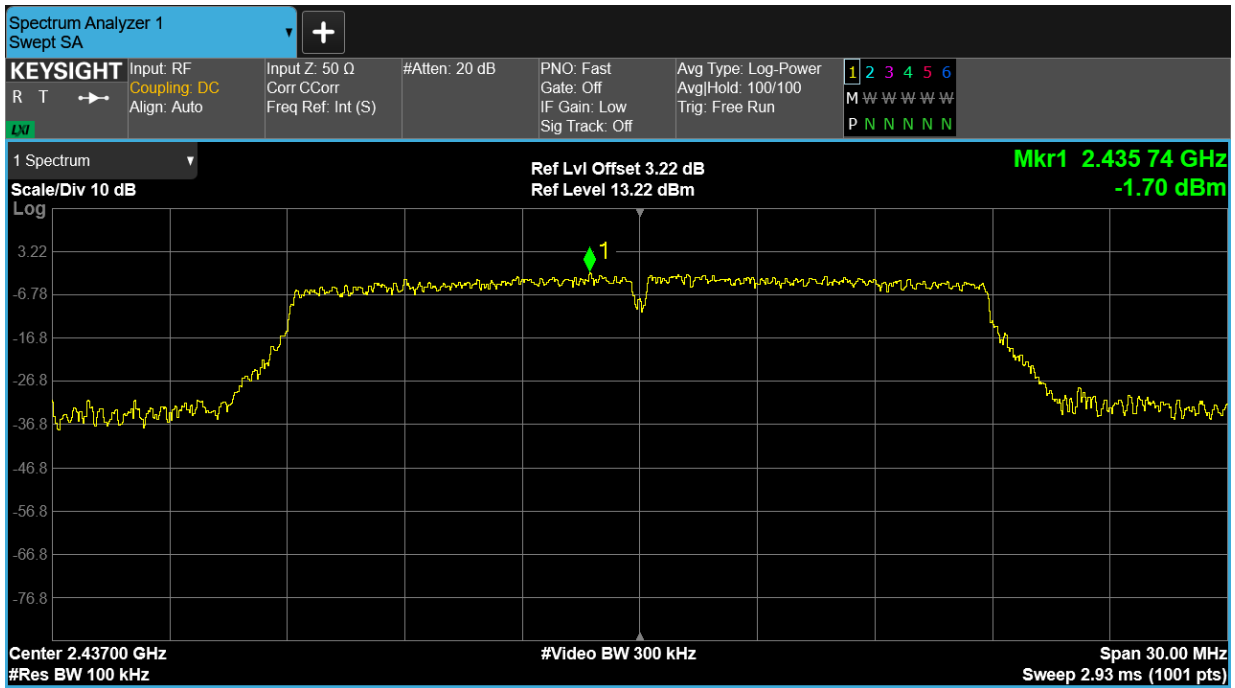 Spectrum Analyzer 1
Swept SA
▼
+
KEYSIGHT
R T
LXI
Input: RF
Coupling: DC
Align: Auto
Input Z: 50 Ω
Corr CCorr
Freq Ref: Int (S)
#Atten: 20 dB
PNO: Fast
Gate: Off
IF Gain: Low
Sig Track: Off
Avg Type: Log-Power
Avg|Hold: 100/100
Trig: Free Run
1 2 3 4 5 6
M W W W W W
P N N N N N
1 Spectrum ▼
Scale/Div 10 dB
Log
Ref Lvl Offset 3.22 dB
Ref Level 13.22 dBm
Mkr1 2.435 74 GHz
-1.70 dBm
1
3.22
-6.78
-16.8
-26.8
-36.8
-46.8
-56.8
-66.8
-76.8
Center 2.43700 GHz
#Res BW 100 kHz
#Video BW 300 kHz
Span 30.00 MHz
Sweep 2.93 ms (1001 pts)